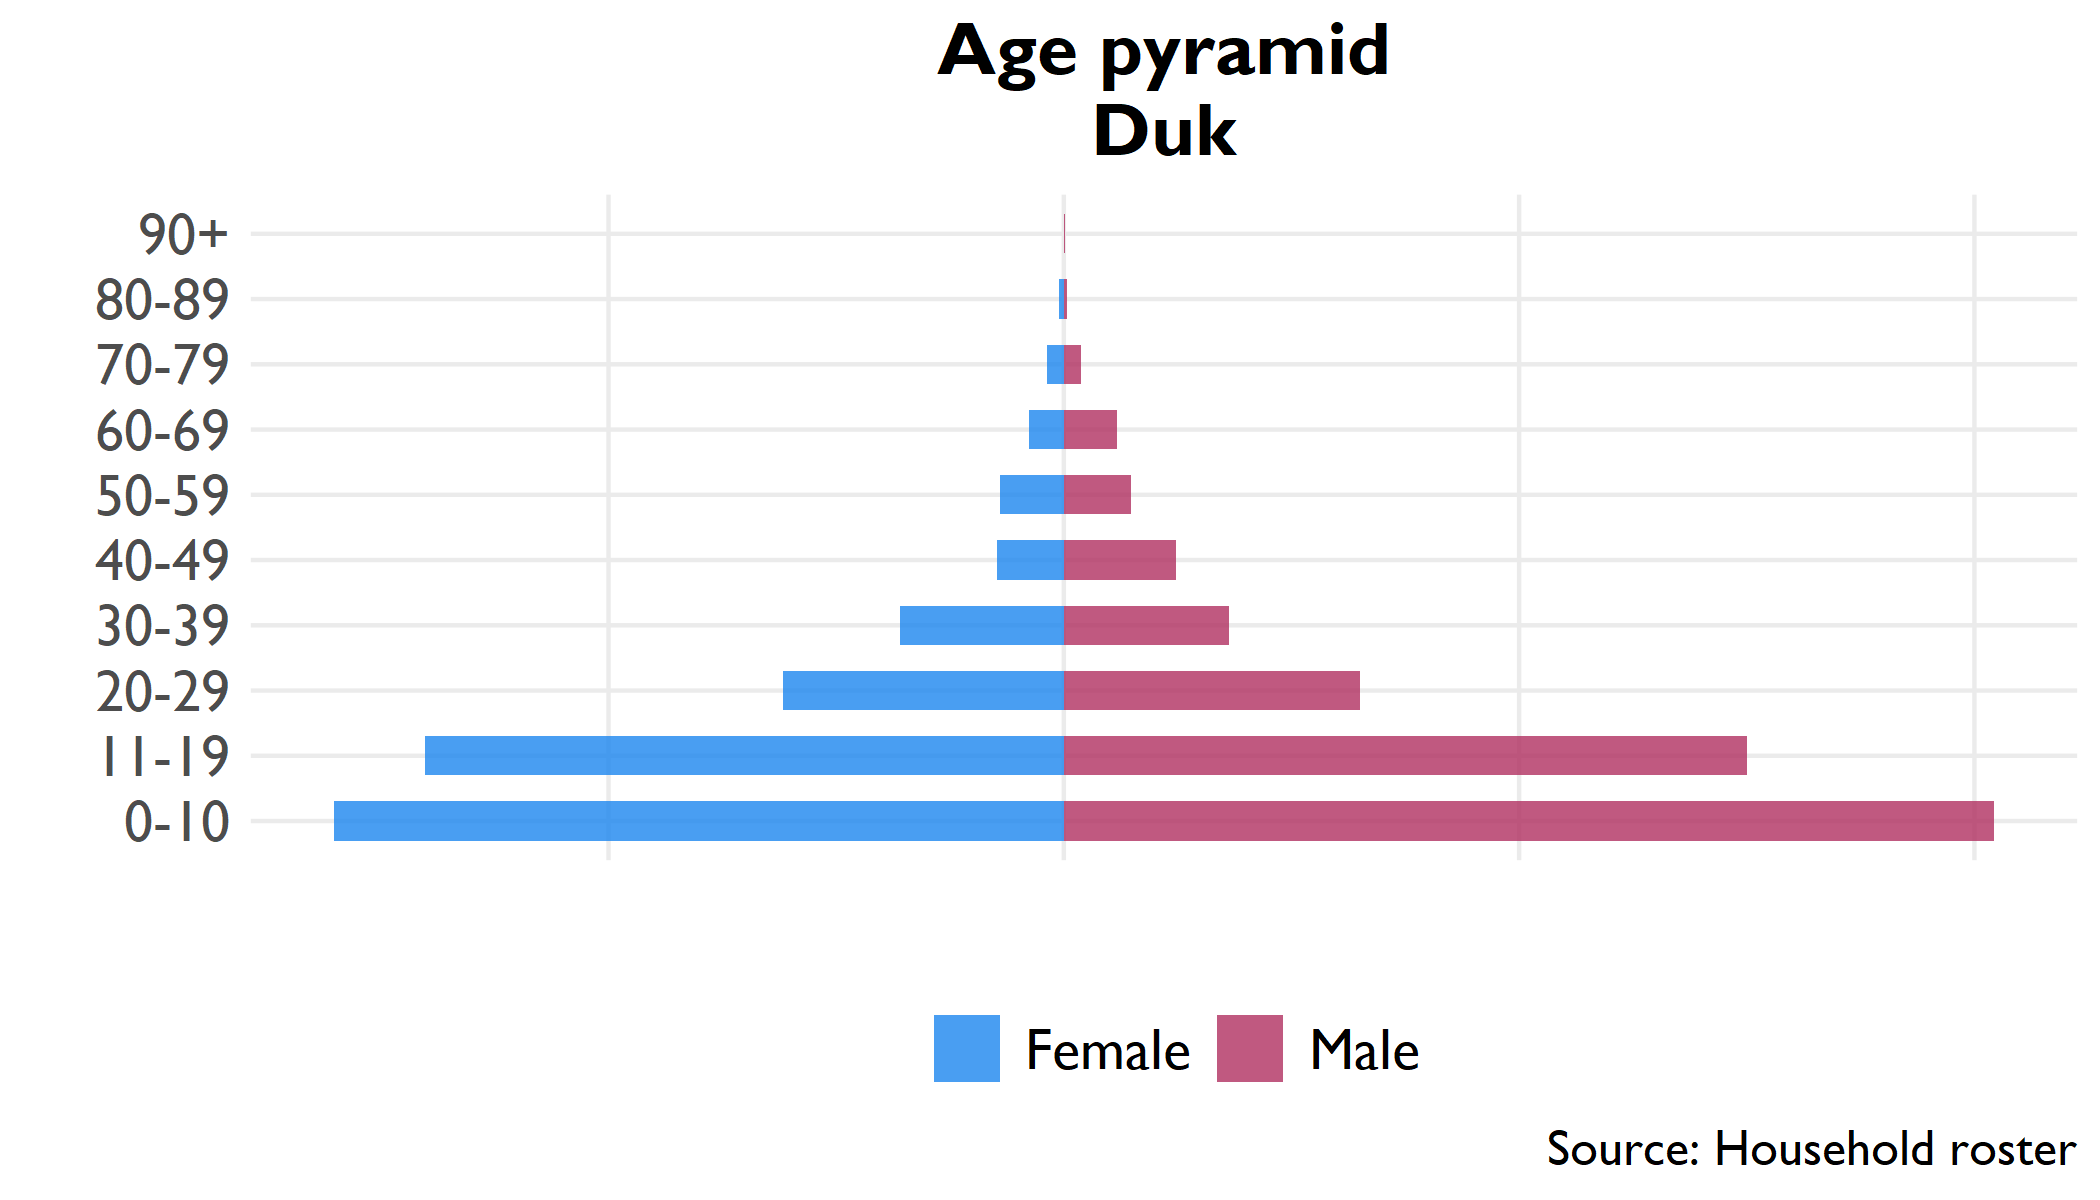 Age pyramid
Duk
90+
80-89
70-79
60-69
50-59
40-49
30-39
20-29
11-19
0-10
Female
Male
Source: Household roster